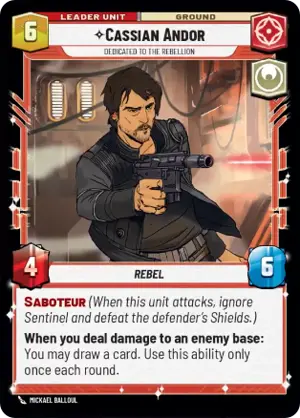 LEADER UNIT GROUND
6
✧CASSIAN ANDOR
DEDICATED TO THE REBELLION
4
REBEL
6
SABOTEUR (When this unit attacks, ignore
Sentinel and defeat the defender's Shields.)
When you deal damage to an enemy base:
You may draw a card. Use this ability only
once each round.
MICKAEL BALLOUL